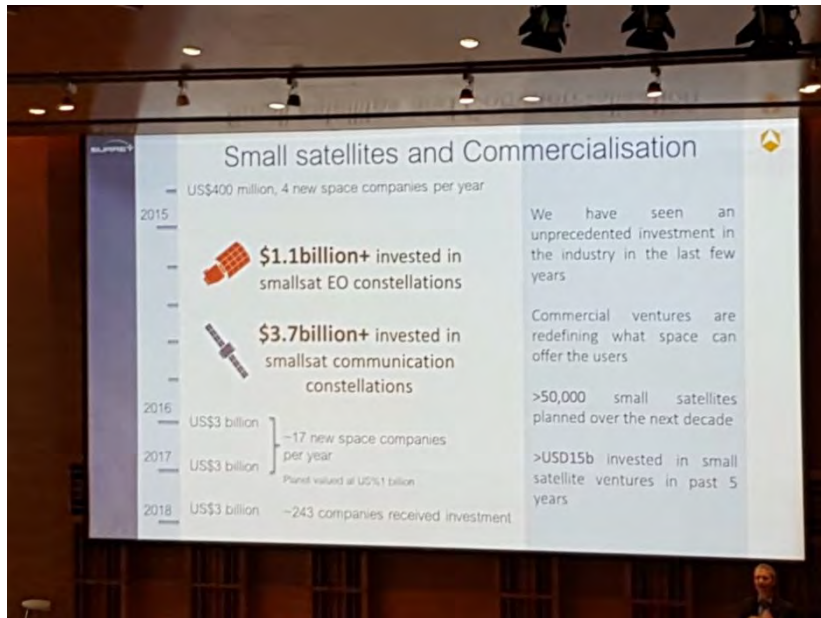 SURREY
Small satellites and Commercialisation
US$400 million, 4 new space companies per year
2015
$1.1billion+ invested in
smallsat EO constellations
$3.7billion+ invested in
smallsat communication
constellations
2016
US$3 billion
~17 new space companies
per year
2017
US$3 billion
Planet valued at US%1 billion
2018
US$3 billion
~243 companies received investment
We have seen an
unprecedented investment in
the industry in the last few
years
Commercial ventures are
redefining what space can
offer the users
>50,000 small satellites
planned over the next decade
>USD15b invested in small
satellite ventures in past 5
years